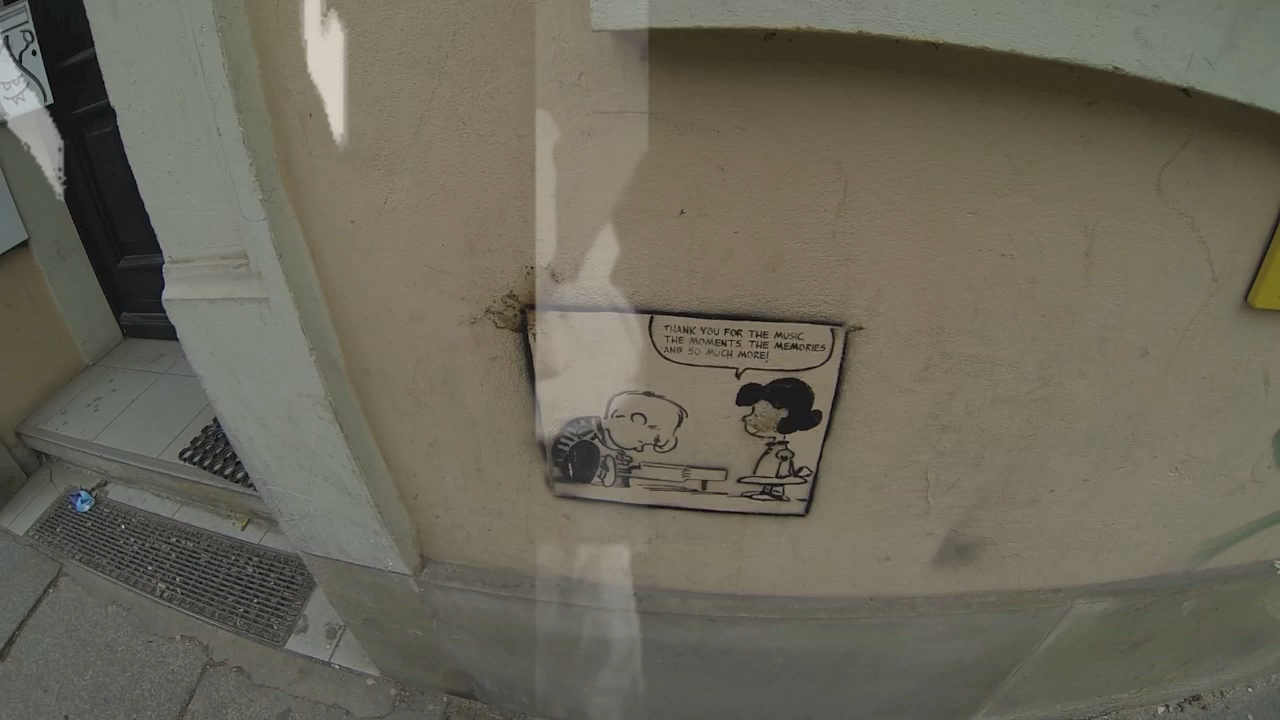 THANK YOU FOR THE MUSIC,
THE MOMENTS, THE MEMORIES
AND SO MUCH MORE!